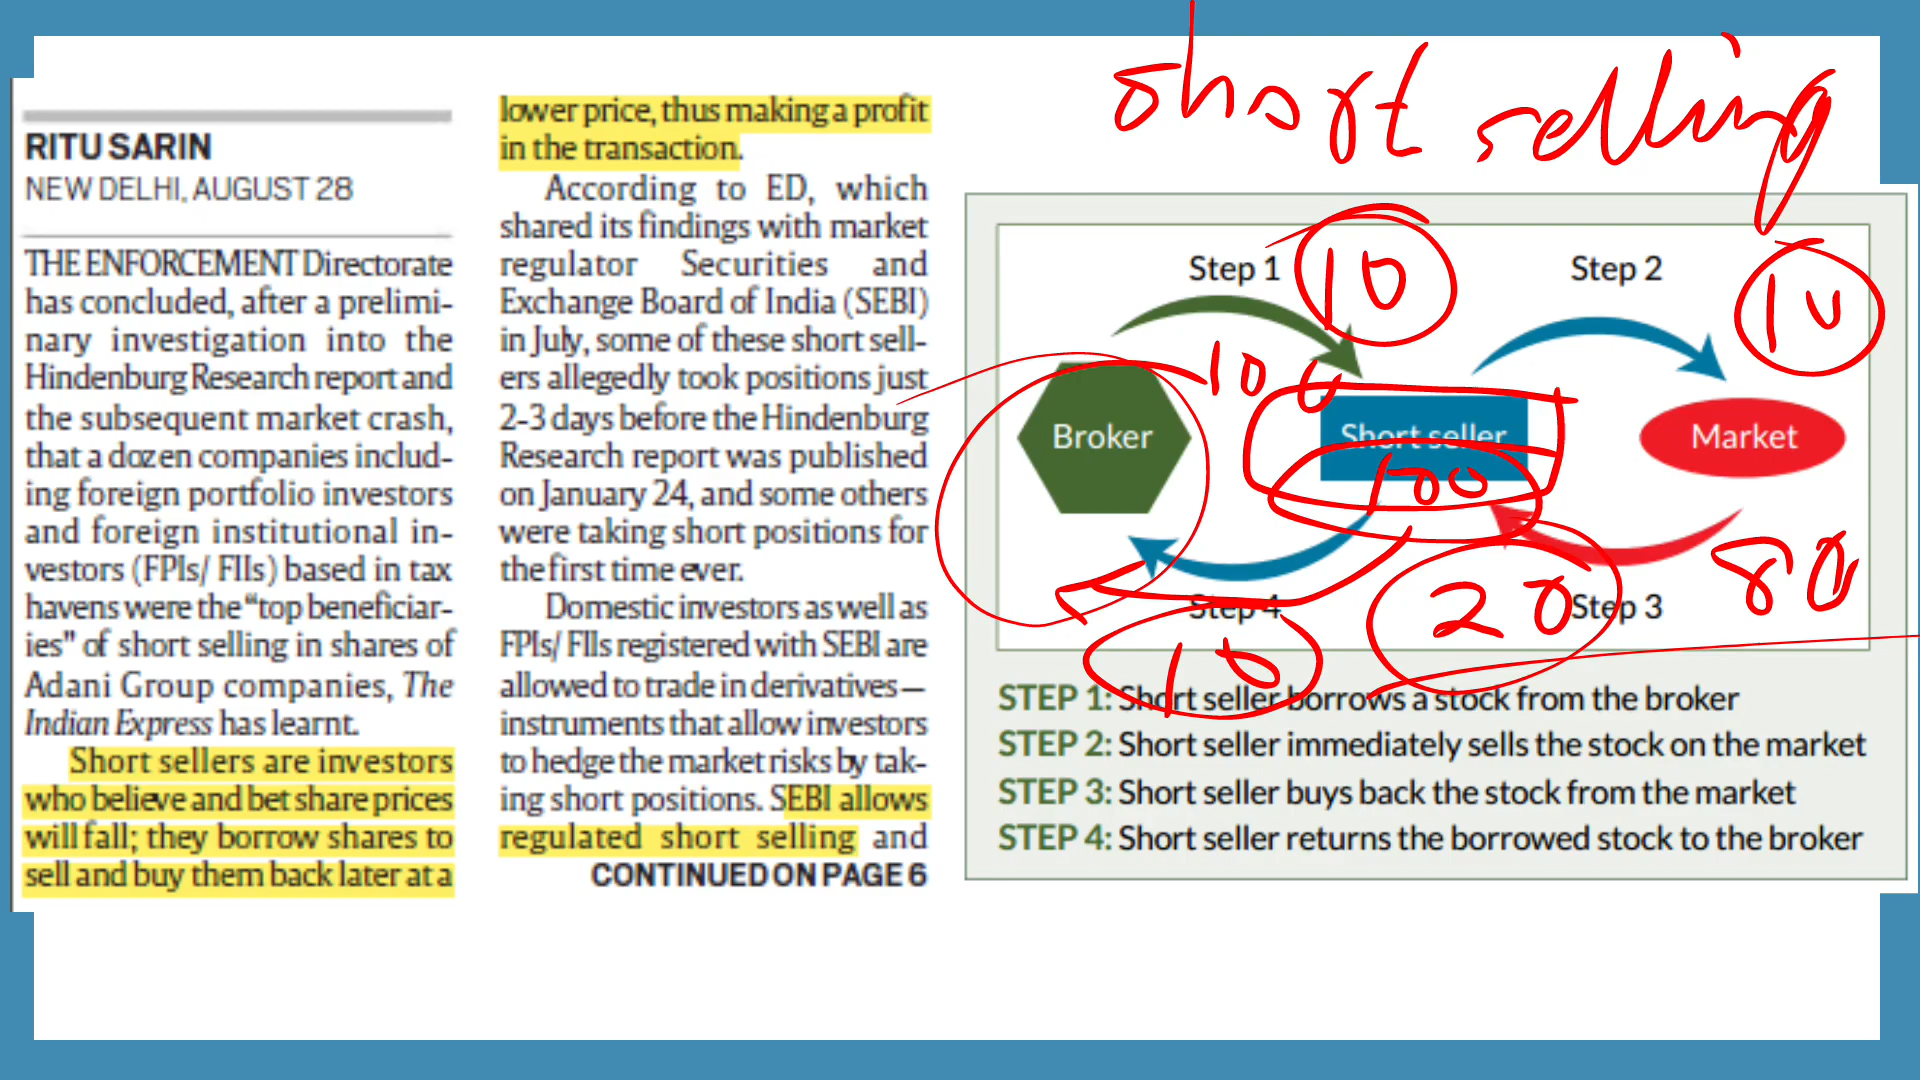 RITU SARIN
NEW DELHI, AUGUST 28
THE ENFORCEMENT Directorate
has concluded, after a prelimi-
nary investigation into the
Hindenburg Research report and
the subsequent market crash,
that a dozen companies includ-
ing foreign portfolio investors
and foreign institutional in-
vestors (FPIs/ FIIs) based in tax
havens were the "top beneficiar-
ies" of short selling in shares of
Adani Group companies, The
Indian Express has learnt.
Short sellers are investors
who believe and bet share prices
will fall; they borrow shares to
sell and buy them back later at a
lower price, thus making a profit
in the transaction.
According to ED, which
shared its findings with market
regulator Securities and
Exchange Board of India (SEBI)
in July, some of these short sell-
ers allegedly took positions just
2-3 days before the Hindenburg
Research report was published
on January 24, and some others
were taking short positions for
the first time ever.
Domestic investors as well as
FPIs/ FIIs registered with SEBI are
allowed to trade in derivatives—
instruments that allow investors
to hedge the market risks by tak-
ing short positions. SEBI allows
regulated short selling and
CONTINUED ON PAGE 6
short selling
Step 1
10
Step 2
10
100
Broker
Short seller
Market
100
80
Step 4
20
Step 3
10
STEP 1: Short seller borrows a stock from the broker
STEP 2: Short seller immediately sells the stock on the market
STEP 3: Short seller buys back the stock from the market
STEP 4: Short seller returns the borrowed stock to the broker